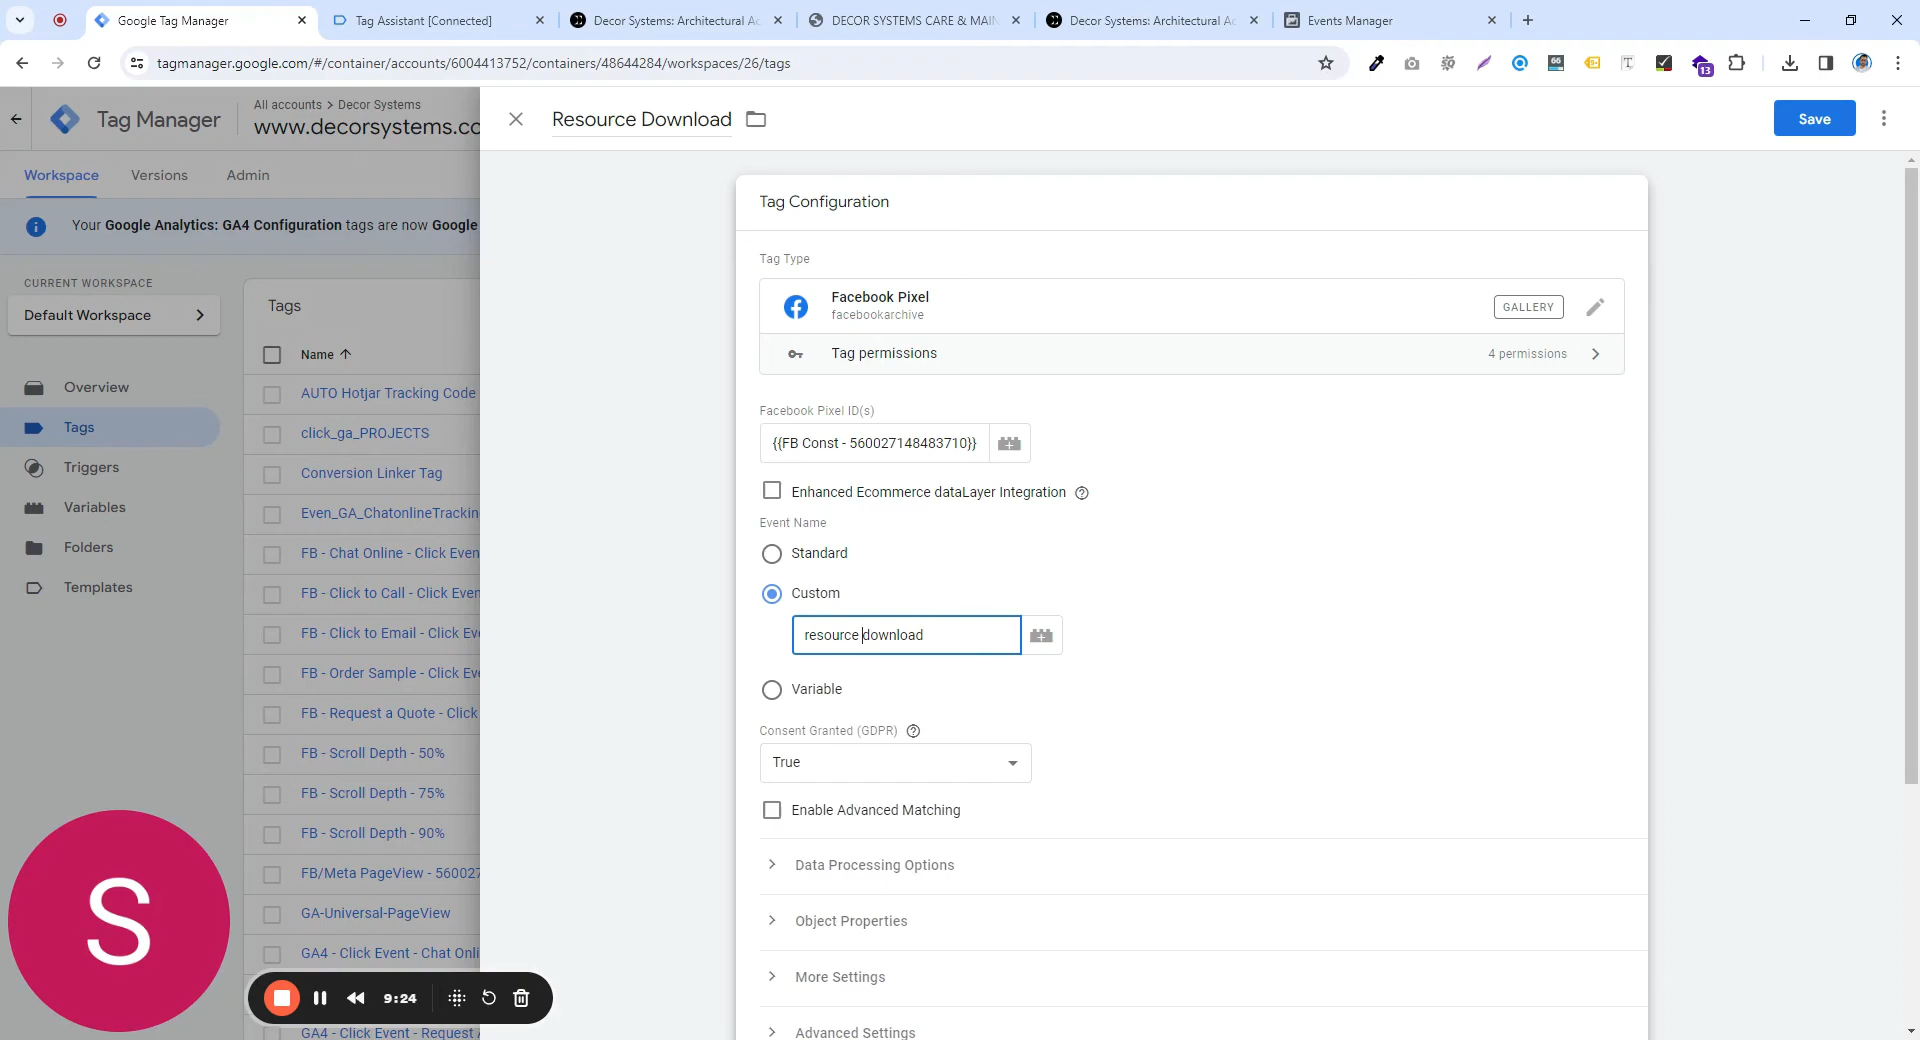 Google Tag Manager
Tag Assistant [Connected]
Decor Systems: Architectural Ac
DECOR SYSTEMS CARE & MAIN
Decor Systems: Architectural Ac
Events Manager
tagmanager.google.com/#/container/accounts/6004413752/containers/48644284/workspaces/26/tags
66
13
Tag Manager
All accounts > Decor Systems
www.decorsystems.co
Resource Download
Save
Workspace
Versions
Admin
Your Google Analytics: GA4 Configuration tags are now Google
CURRENT WORKSPACE
Default Workspace
Overview
Tags
Triggers
Variables
Folders
Templates
Tags
Name
AUTO Hotjar Tracking Code
click_ga_PROJECTS
Conversion Linker Tag
Even_GA_ChatonlineTrackin
FB - Chat Online - Click Even
FB - Click to Call - Click Even
FB - Click to Email - Click Eve
FB - Order Sample - Click Eve
FB - Request a Quote - Click
FB - Scroll Depth - 50%
FB - Scroll Depth - 75%
FB - Scroll Depth - 90%
FB/Meta PageView - 56002
GA-Universal-PageView
GA4 - Click Event - Chat Onli
GA4 - Click Event - Request
Tag Configuration
Tag Type
Facebook Pixel
facebookarchive
GALLERY
Tag permissions
4 permissions
Facebook Pixel ID(s)
{{FB Const - 560027148483710}}
Enhanced Ecommerce dataLayer Integration
Event Name
Standard
Custom
resource download
Variable
Consent Granted (GDPR)
True
Enable Advanced Matching
Data Processing Options
Object Properties
More Settings
Advanced Settings
S
9:24